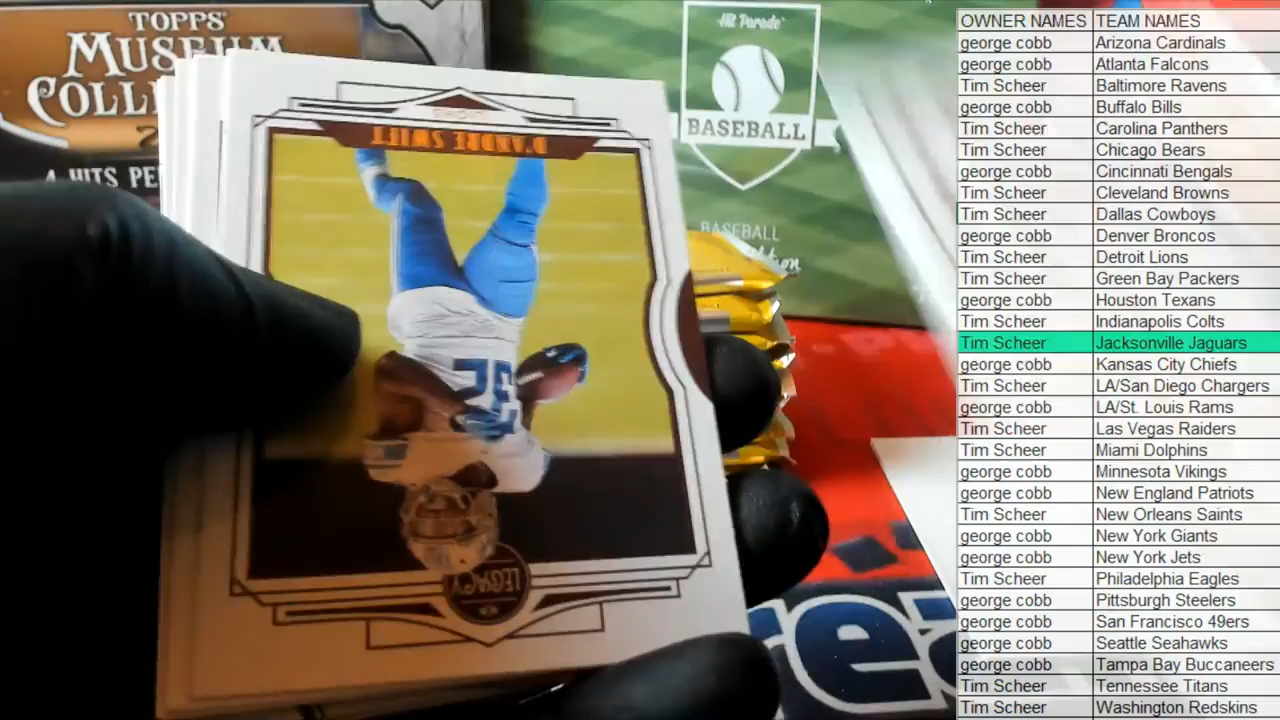 TOPPS
MUSEUM
COLL
4 HITS PE
Hit Parade
BASEBALL
BASEBALL
D'ANDRE SWIFT
LEGACY
OWNER NAMES TEAM NAMES
george cobb Arizona Cardinals
george cobb Atlanta Falcons
Tim Scheer Baltimore Ravens
george cobb Buffalo Bills
Tim Scheer Carolina Panthers
Tim Scheer Chicago Bears
george cobb Cincinnati Bengals
Tim Scheer Cleveland Browns
Tim Scheer Dallas Cowboys
george cobb Denver Broncos
Tim Scheer Detroit Lions
Tim Scheer Green Bay Packers
george cobb Houston Texans
Tim Scheer Indianapolis Colts
Tim Scheer Jacksonville Jaguars
george cobb Kansas City Chiefs
Tim Scheer LA/San Diego Chargers
george cobb LA/St. Louis Rams
Tim Scheer Las Vegas Raiders
Tim Scheer Miami Dolphins
george cobb Minnesota Vikings
george cobb New England Patriots
Tim Scheer New Orleans Saints
george cobb New York Giants
george cobb New York Jets
Tim Scheer Philadelphia Eagles
george cobb Pittsburgh Steelers
george cobb San Francisco 49ers
george cobb Seattle Seahawks
george cobb Tampa Bay Buccaneers
Tim Scheer Tennessee Titans
Tim Scheer Washington Redskins